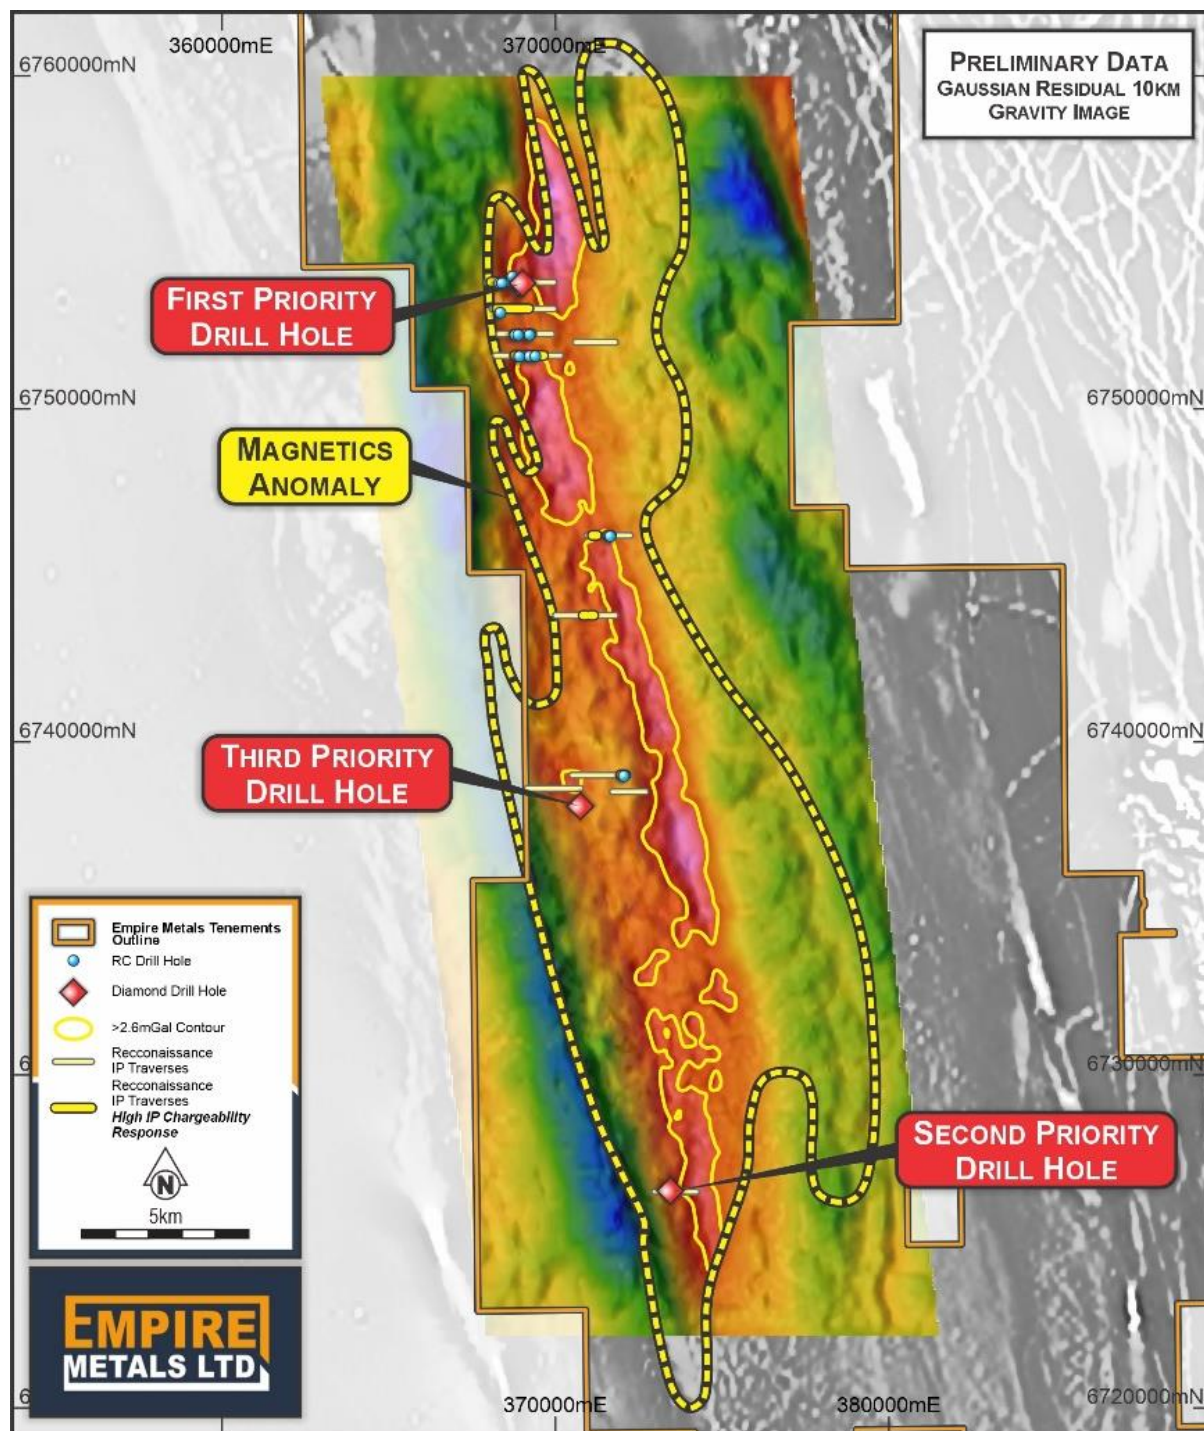 360000mE
370000mE
6760000mN
PRELIMINARY DATA
GAUSSIAN RESIDUAL 10KM
GRAVITY IMAGE
FIRST PRIORITY
DRILL HOLE
6750000mN
6750000mN
MAGNETICS
ANOMALY
6740000mN
6740000mN
THIRD PRIORITY
DRILL HOLE
Empire Metals Tenements
Outline
RC Drill Hole
Diamond Drill Hole
>2.6mGal Contour
Recconaissance
IP Traverses
Recconaissance
IP Traverses
High IP Chargeability
Response
N
5km
6730000mN
SECOND PRIORITY
DRILL HOLE
EMPIRE
METALS LTD
370000mE
380000mE
6720000mN